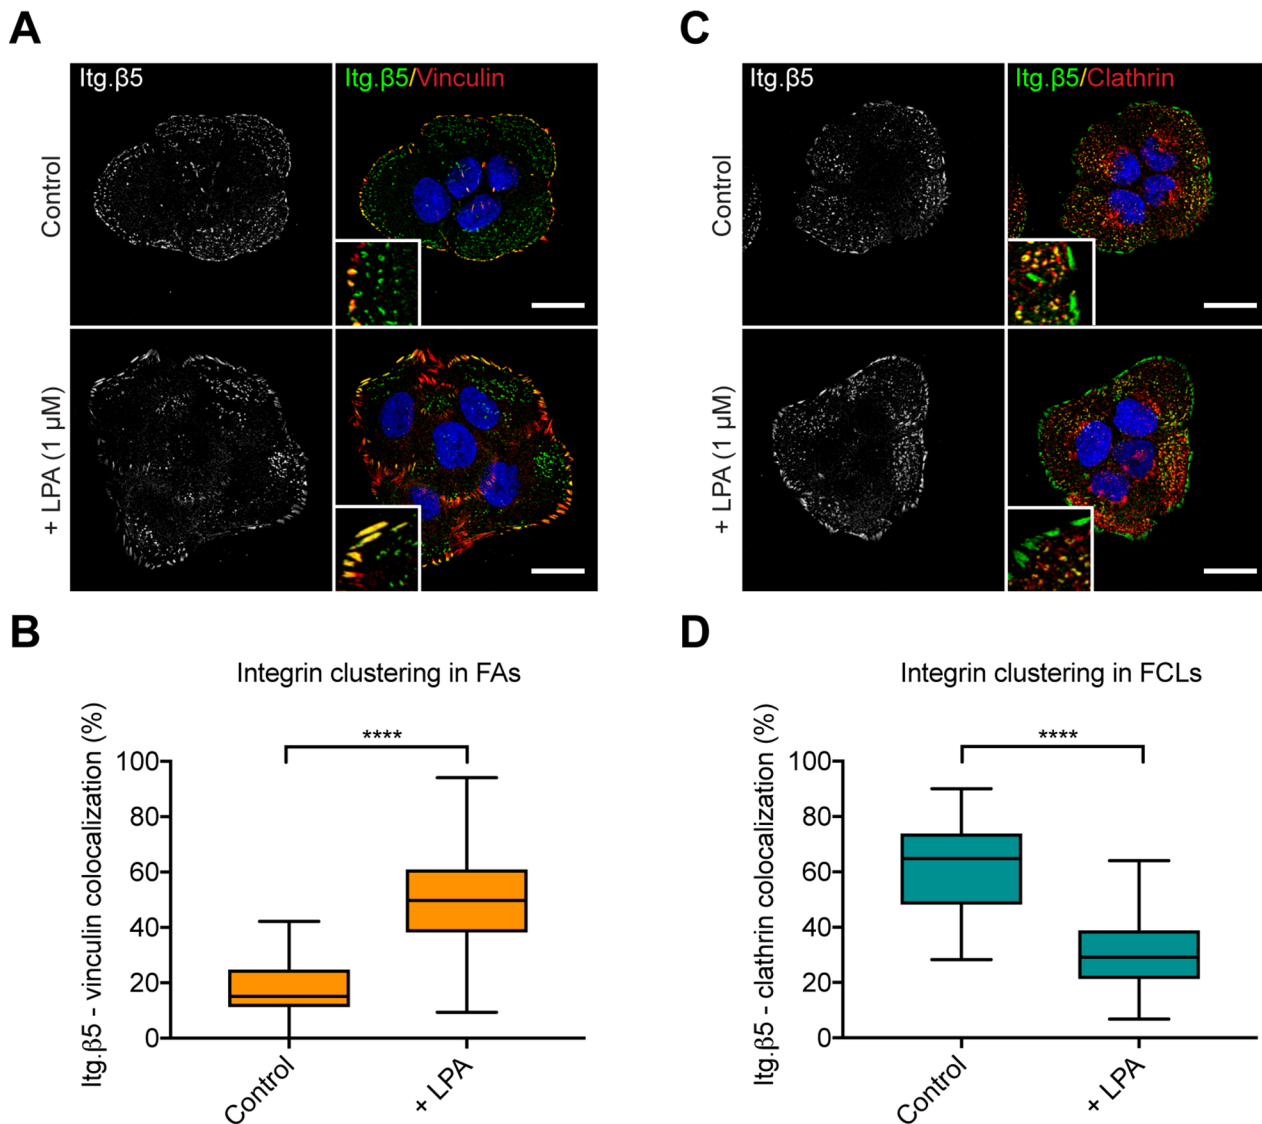 A
Itg.β5
Itg.β5/Vinculin
Control
+ LPA (1 μM)
B
Integrin clustering in FAs
Itg.β5 - vinculin colocalization (%)
****
100
80
60
40
20
0
Control
+ LPA
C
Itg.β5
Itg.β5/Clathrin
Control
+ LPA (1 μM)
D
Integrin clustering in FCLs
Itg.β5 - clathrin colocalization (%)
****
100
80
60
40
20
0
Control
+ LPA